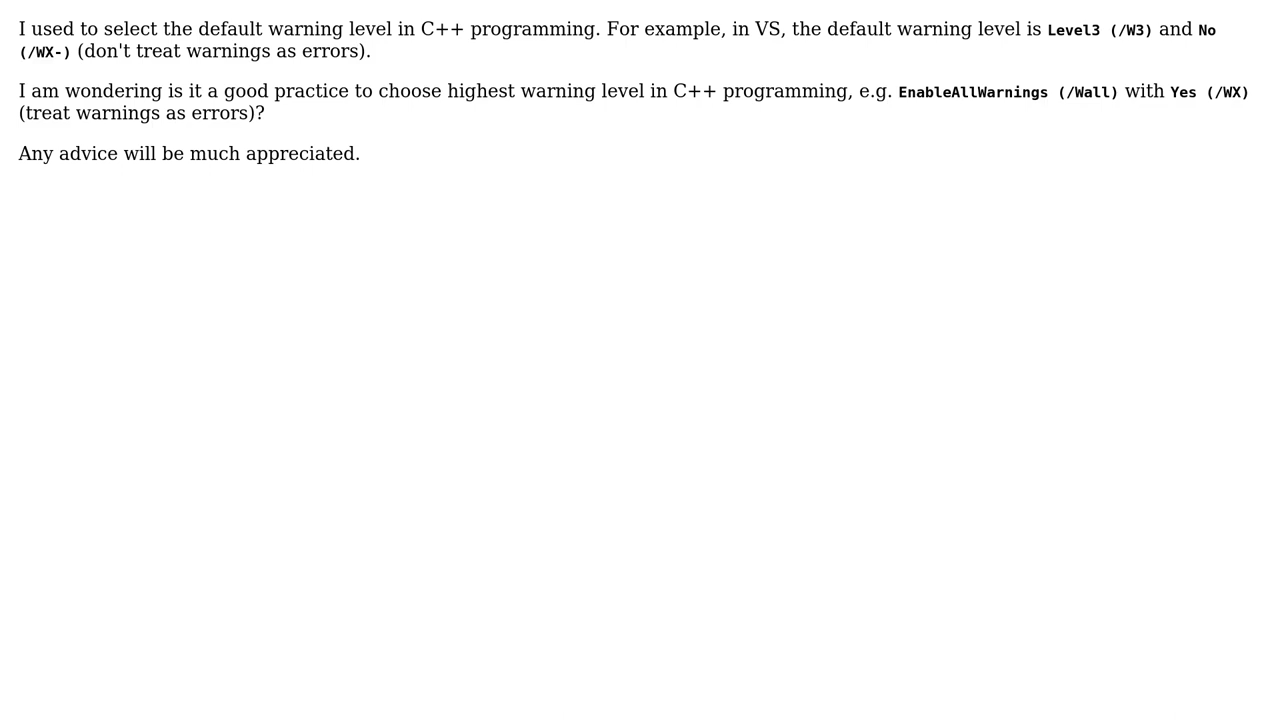 I used to select the default warning level in C++ programming. For example, in VS, the default warning level is Level3 (/W3) and No
(/WX-) (don't treat warnings as errors).
I am wondering is it a good practice to choose highest warning level in C++ programming, e.g. EnableAllWarnings (/Wall) with Yes (/WX)
(treat warnings as errors)?
Any advice will be much appreciated.